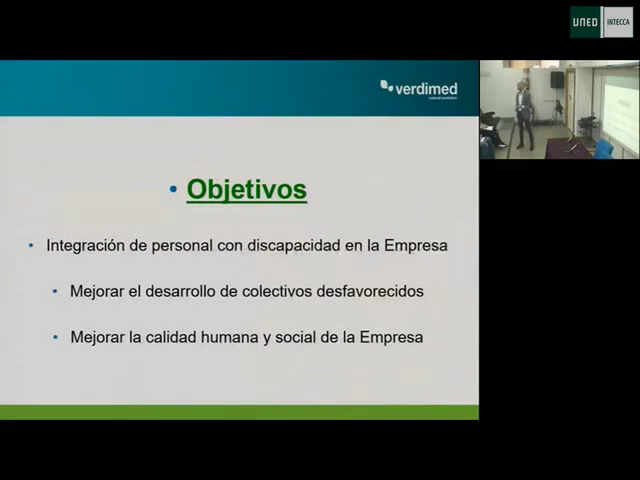 UNED
INTECCA
verdimed
• Objetivos
• Integración de personal con discapacidad en la Empresa
• Mejorar el desarrollo de colectivos desfavorecidos
• Mejorar la calidad humana y social de la Empresa